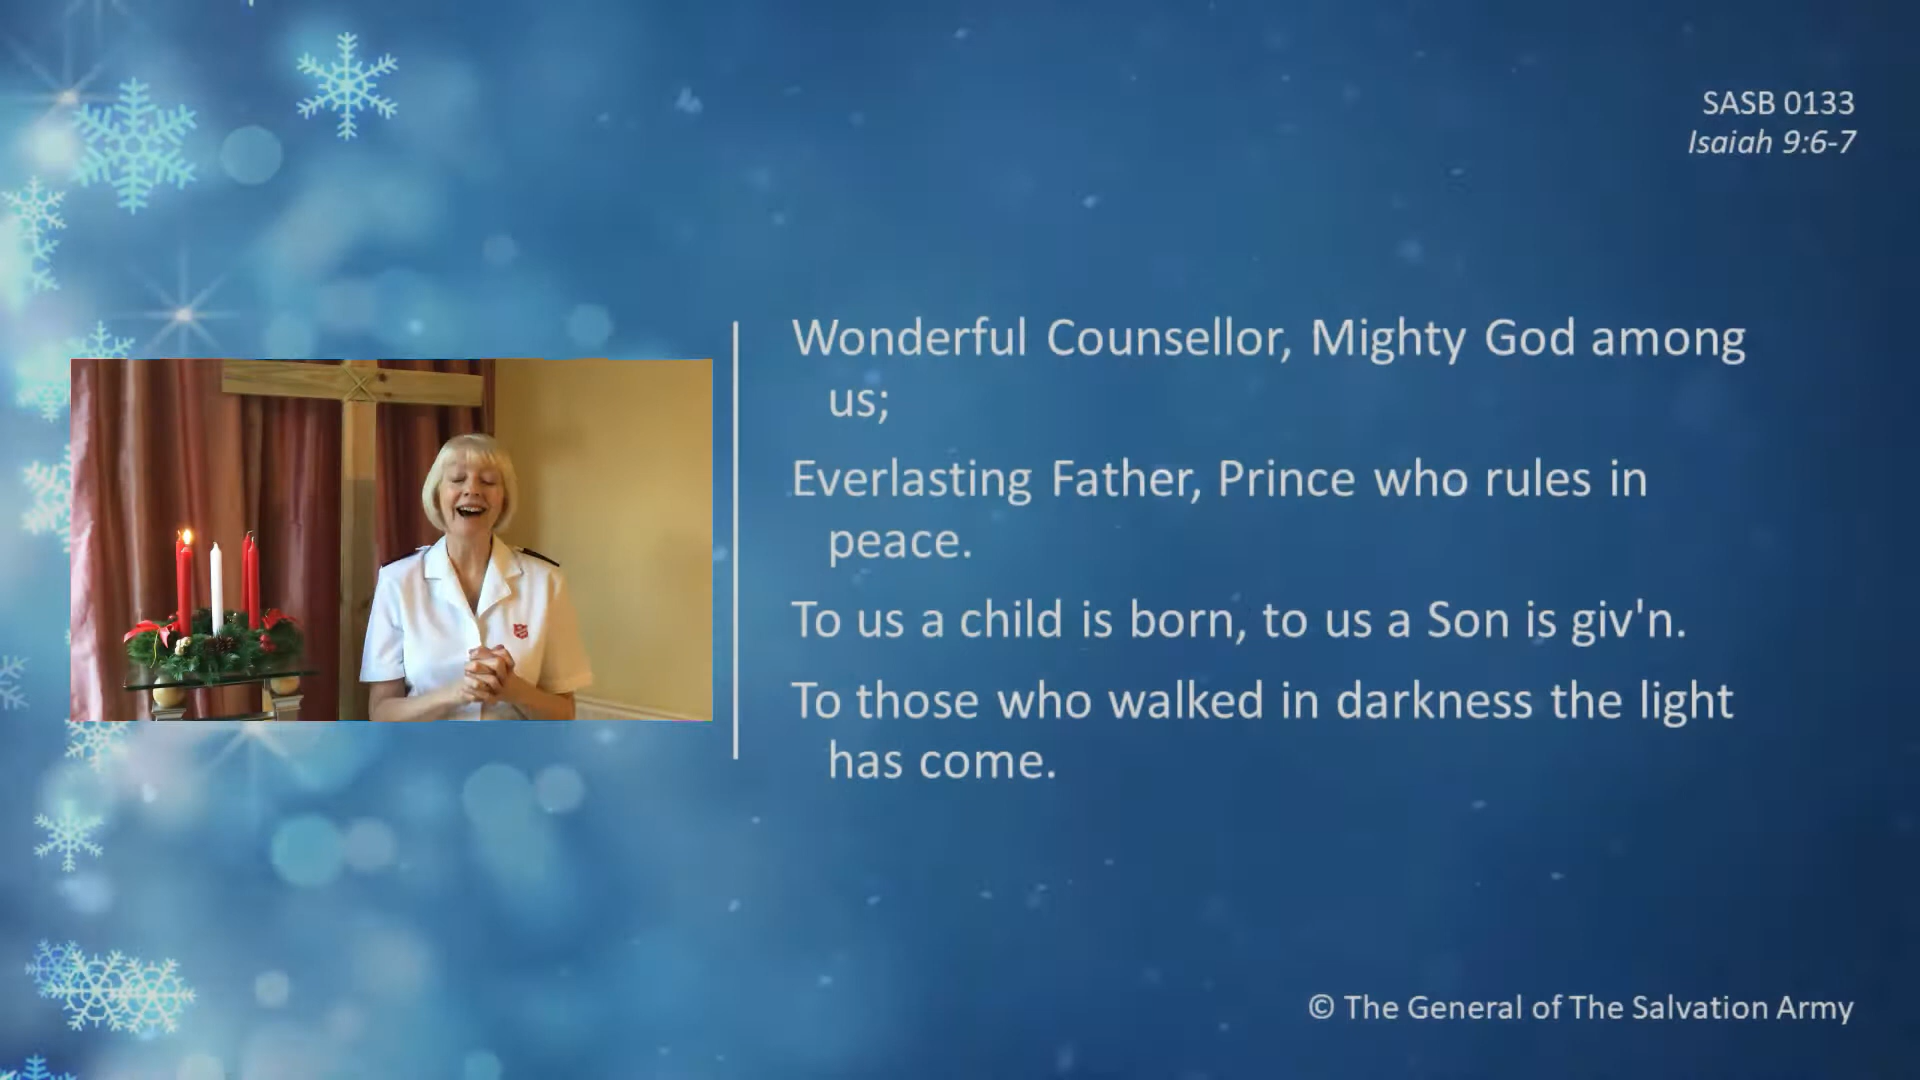 SASB 0133
Isaiah 9:6-7
Wonderful Counsellor, Mighty God among
us;
Everlasting Father, Prince who rules in
peace.
To us a child is born, to us a Son is giv'n.
To those who walked in darkness the light
has come.
© The General of The Salvation Army